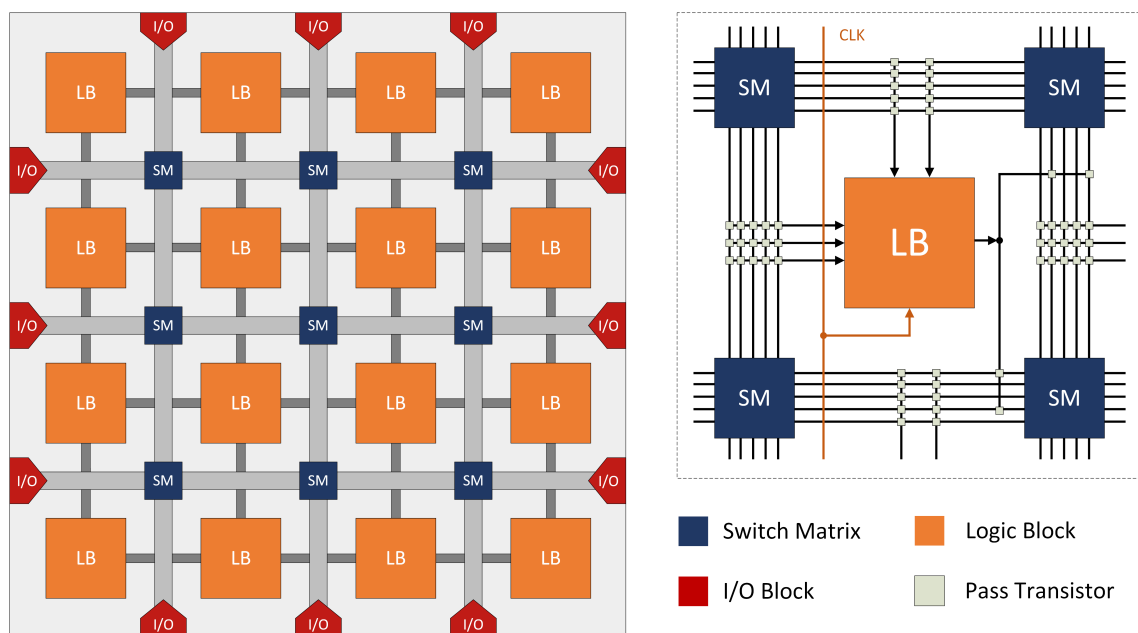 I/O I/O I/O
LB LB LB LB
I/O SM SM SM I/O
LB LB LB LB
I/O SM SM SM I/O
LB LB LB LB
I/O SM SM SM I/O
LB LB LB LB
I/O I/O I/O
CLK
SM SM
LB
SM SM
Switch Matrix
Logic Block
I/O Block
Pass Transistor